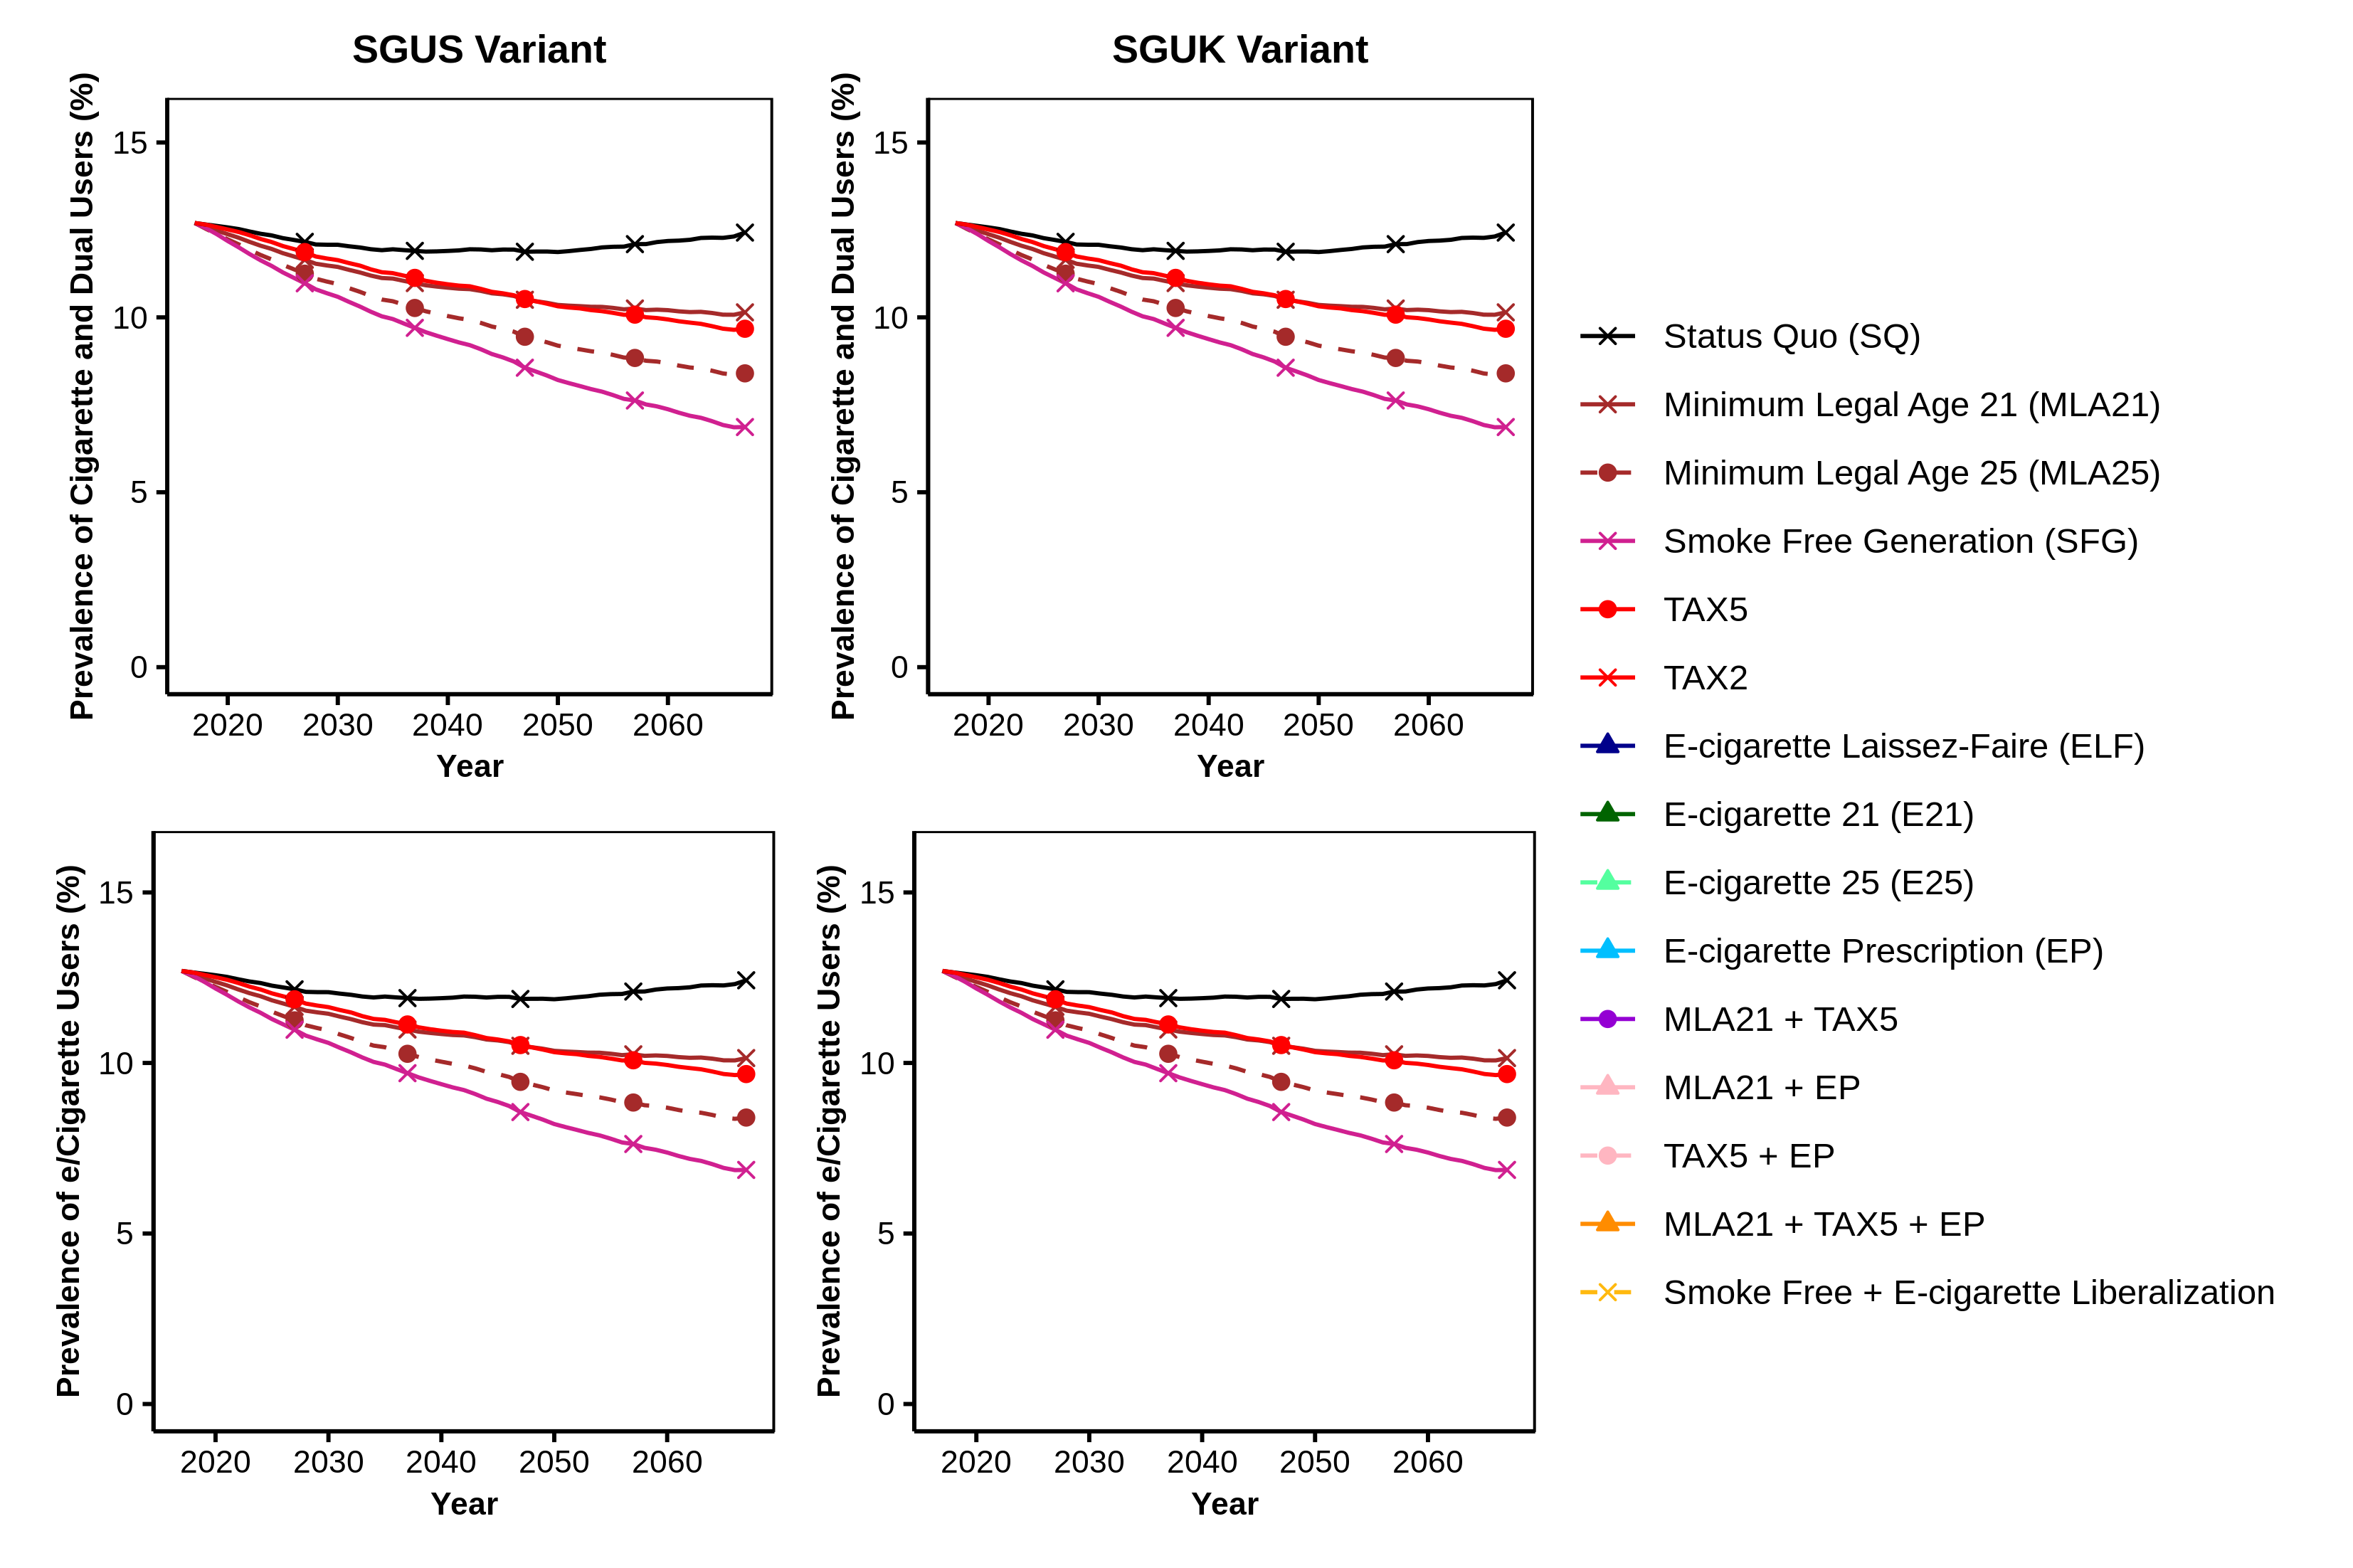 SGUS Variant
SGUK Variant
Prevalence of Cigarette and Dual Users (%)
15
10
5
0
2020 2030 2040 2050 2060
Year
Prevalence of Cigarette and Dual Users (%)
15
10
5
0
2020 2030 2040 2050 2060
Year
Prevalence of e/Cigarette Users (%)
15
10
5
0
2020 2030 2040 2050 2060
Year
Prevalence of e/Cigarette Users (%)
15
10
5
0
2020 2030 2040 2050 2060
Year
Status Quo (SQ)
Minimum Legal Age 21 (MLA21)
Minimum Legal Age 25 (MLA25)
Smoke Free Generation (SFG)
TAX5
TAX2
E-cigarette Laissez-Faire (ELF)
E-cigarette 21 (E21)
E-cigarette 25 (E25)
E-cigarette Prescription (EP)
MLA21 + TAX5
MLA21 + EP
TAX5 + EP
MLA21 + TAX5 + EP
Smoke Free + E-cigarette Liberalization